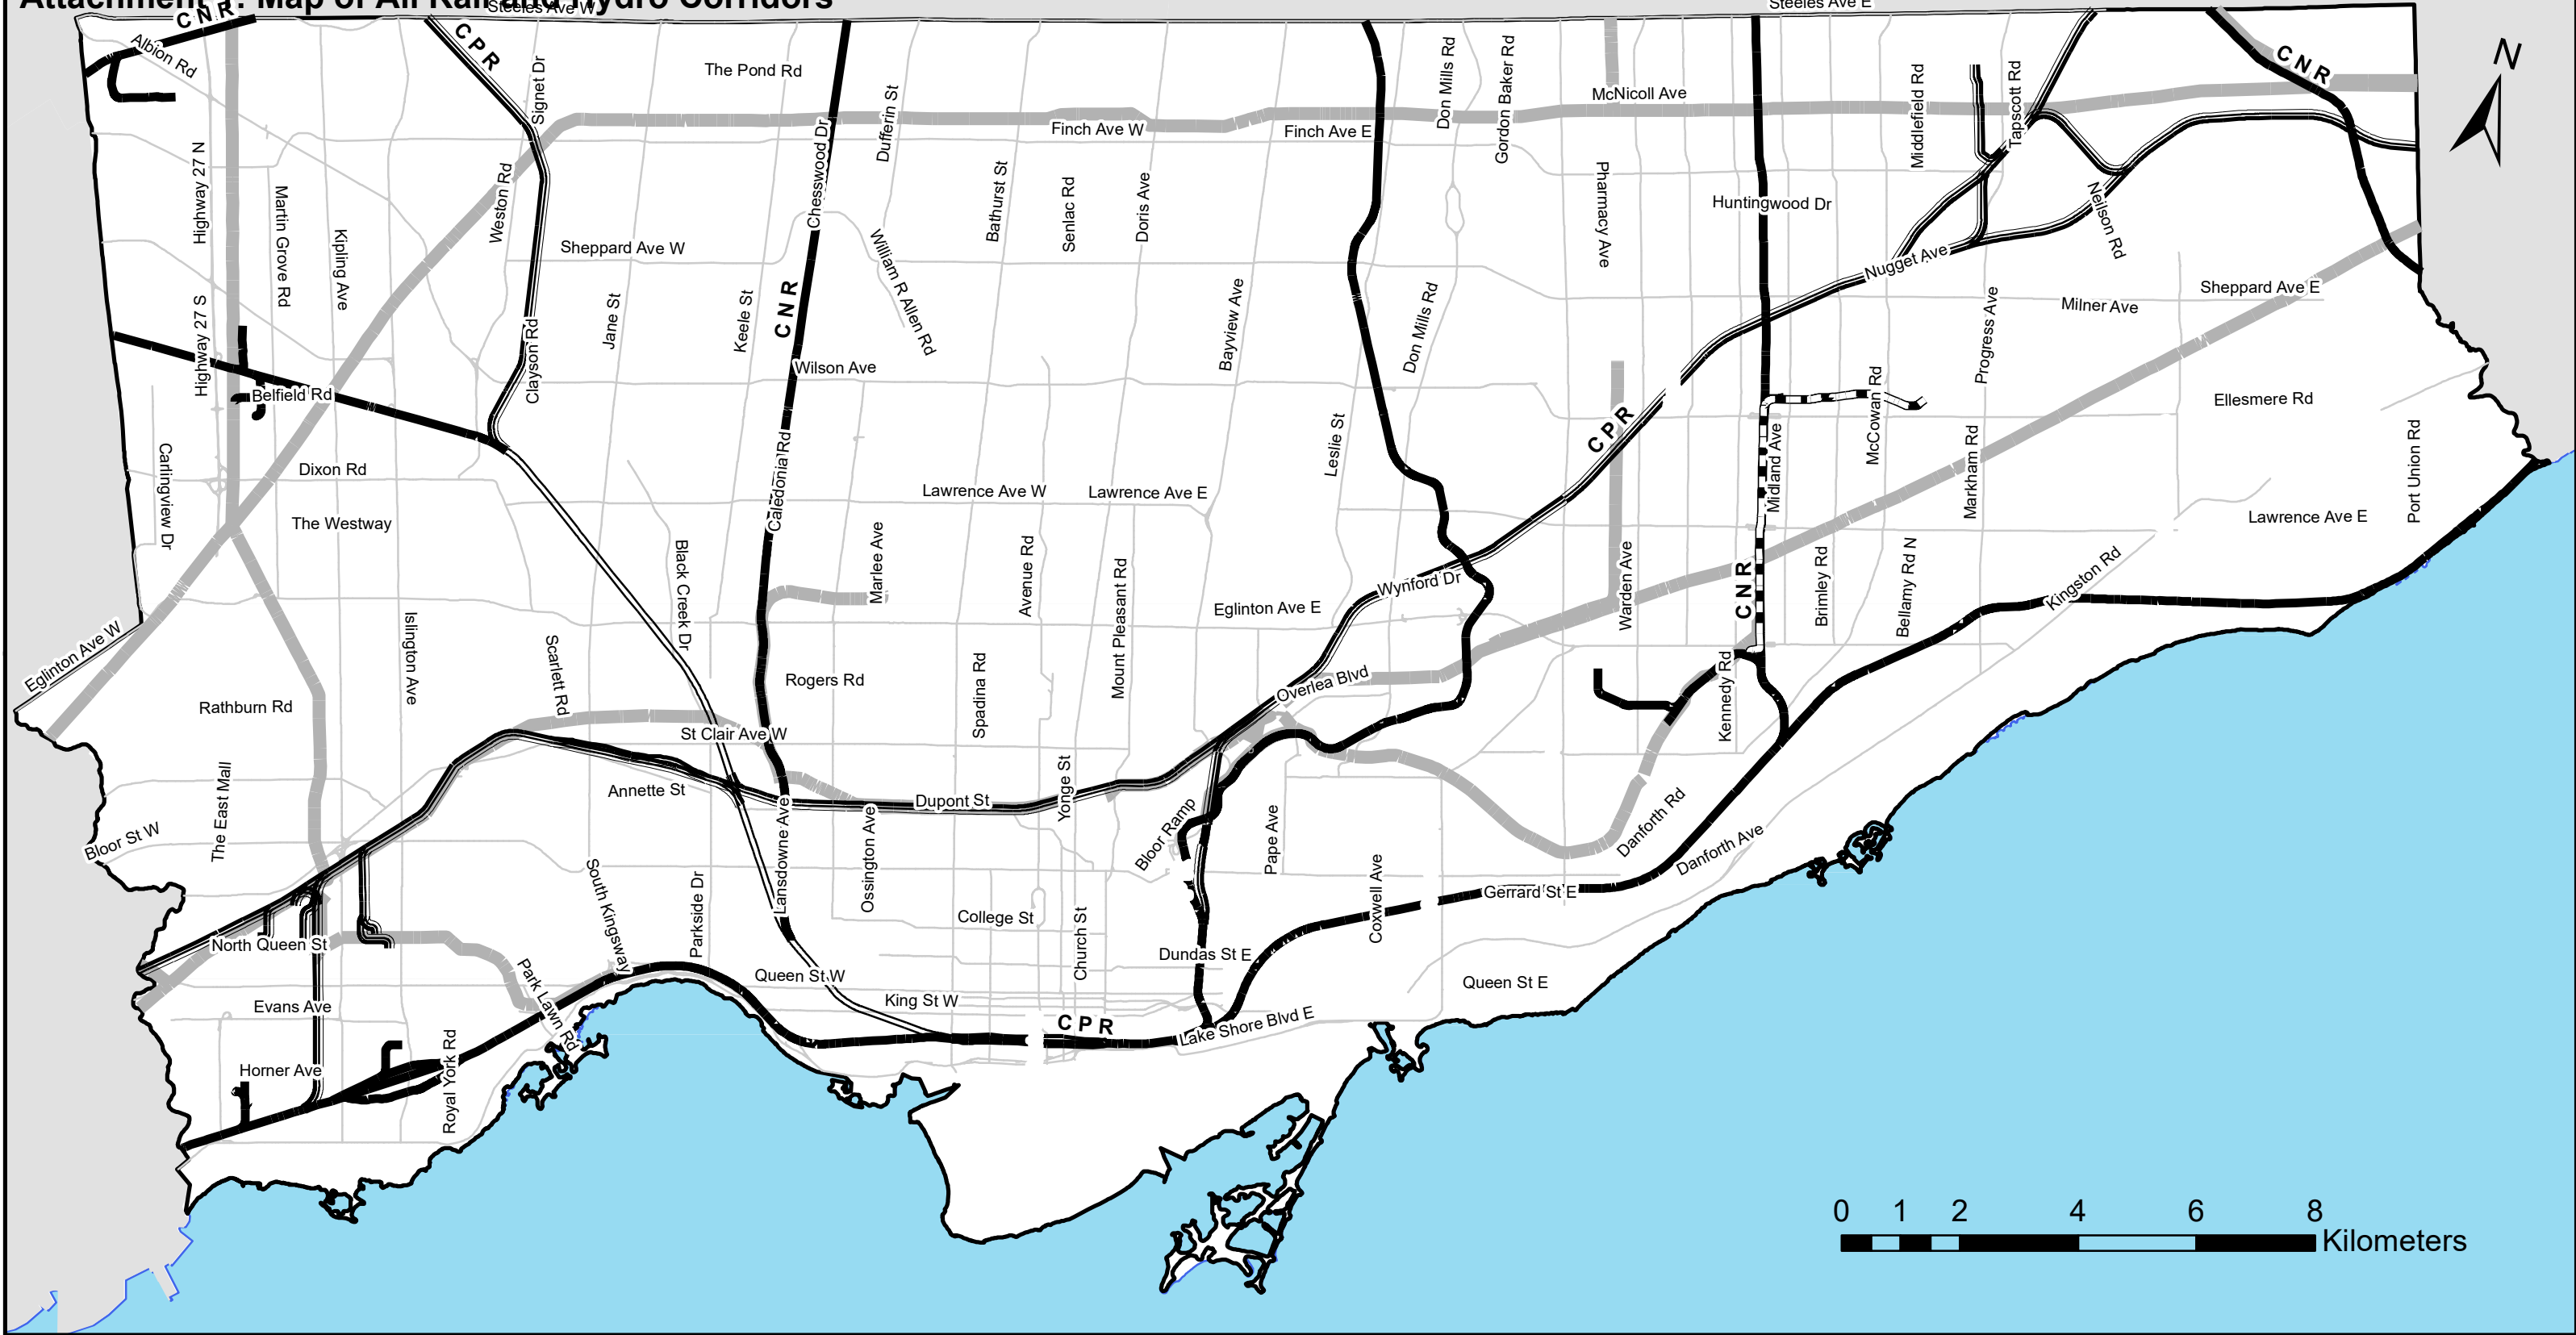 Map of All Rail and Hydro Corridors
Steeles Ave W
Steeles Ave E
CNR
Albion Rd
CPR
Signet Dr
The Pond Rd
Dufferin St
Finch Ave W
Finch Ave E
Don Mills Rd
Gordon Baker Rd
McNicoll Ave
Middlefield Rd
Tapscott Rd
CNR
N
Highway 27 N
Martin Grove Rd
Kipling Ave
Weston Rd
Sheppard Ave W
Chesswood Dr
William R Allen Rd
Bathurst St
Senlac Rd
Doris Ave
Pharmacy Ave
Huntingwood Dr
Nugget Ave
Neilson Rd
Sheppard Ave E
Milner Ave
Highway 27 S
Belfield Rd
Clayson Rd
Jane St
Keele St
CNR
Wilson Ave
Bayview Ave
Don Mills Rd
Leslie St
CPR
Progress Ave
McCowan Rd
Midland Ave
Markham Rd
Ellesmere Rd
Port Union Rd
Carlingview Dr
Dixon Rd
The Westway
Caledonia Rd
Lawrence Ave W
Lawrence Ave E
Lawrence Ave E
Black Creek Dr
Marlee Ave
Avenue Rd
Mount Pleasant Rd
Eglinton Ave E
Wynford Dr
Warden Ave
CNR
Brimley Rd
Bellamy Rd N
Kingston Rd
Eglinton Ave W
Islington Ave
Scarlett Rd
Rathburn Rd
Rogers Rd
Spadina Rd
Overlea Blvd
Kennedy Rd
St Clair Ave W
The East Mall
Bloor St W
Annette St
Lansdowne Ave
Ossington Ave
Dupont St
Yonge St
Bloor Ramp
Pape Ave
Coxwell Ave
Danforth Rd
Danforth Ave
Gerrard St E
North Queen St
South Kingsway
Parkside Dr
College St
Church St
Dundas St E
Queen St W
King St W
Queen St E
Evans Ave
Park Lawn Rd
CPR
Lake Shore Blvd E
Horner Ave
Royal York Rd
0 1 2 4 6 8
Kilometers